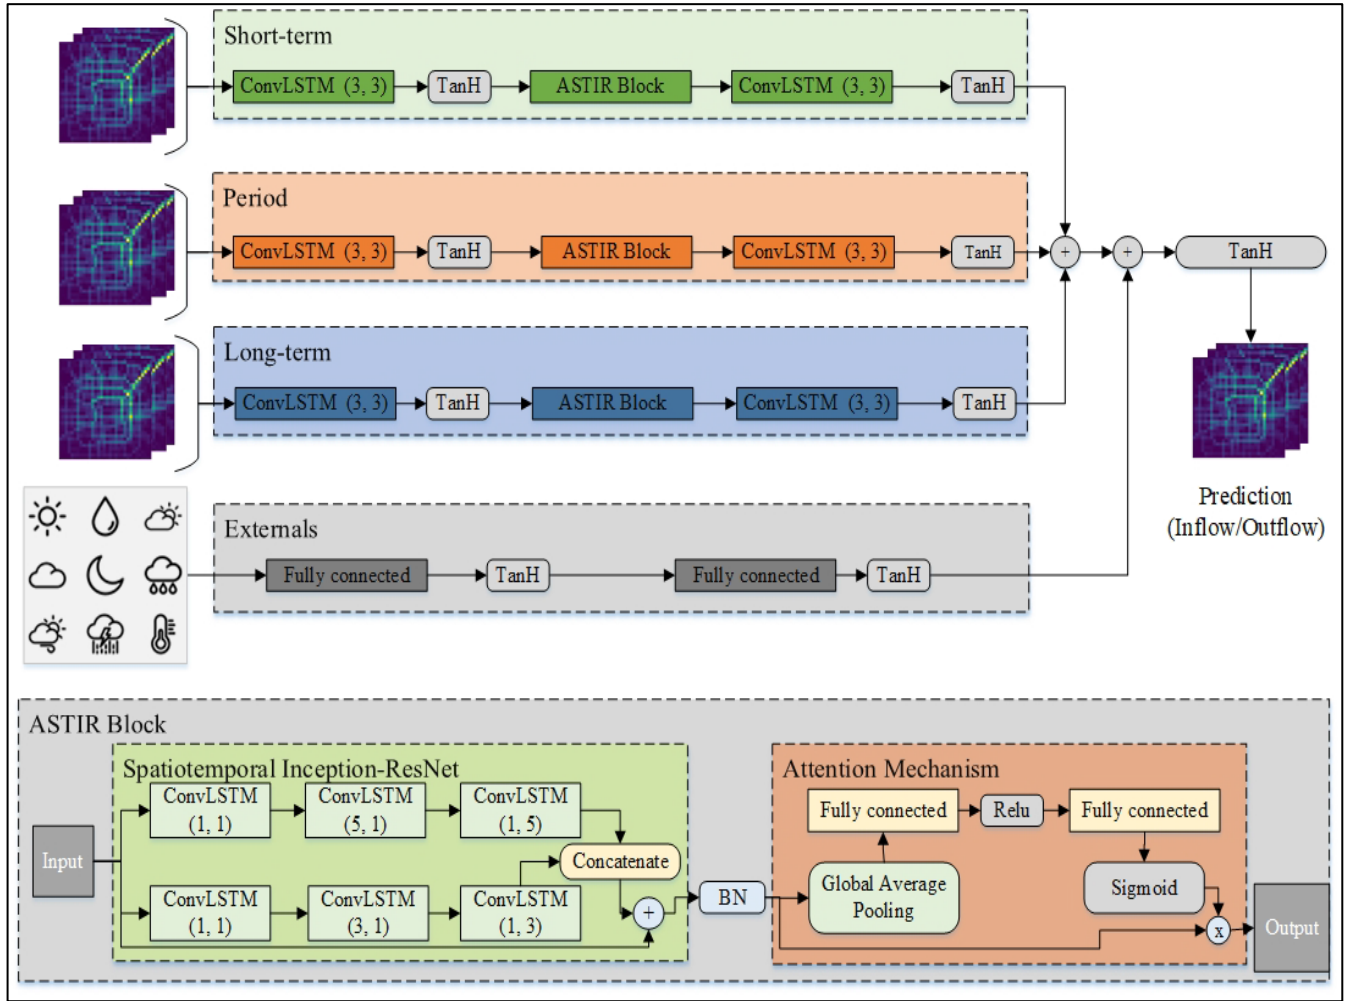 Short-term
ConvLSTM (3, 3) TanH ASTIR Block ConvLSTM (3, 3) TanH
Period
ConvLSTM (3, 3) TanH ASTIR Block ConvLSTM (3, 3) TanH + + TanH
Long-term
ConvLSTM (3, 3) TanH ASTIR Block ConvLSTM (3, 3) TanH
Prediction
(Inflow/Outflow)
Externals
Fully connected TanH Fully connected TanH
ASTIR Block
Spatiotemporal Inception-ResNet
ConvLSTM
(1, 1)
ConvLSTM
(5, 1)
ConvLSTM
(1, 5)
Input
Concatenate
ConvLSTM
(1, 1)
ConvLSTM
(3, 1)
ConvLSTM
(1, 3)
+
BN
Attention Mechanism
Fully connected Relu Fully connected
Global Average
Pooling
Sigmoid
x
Output